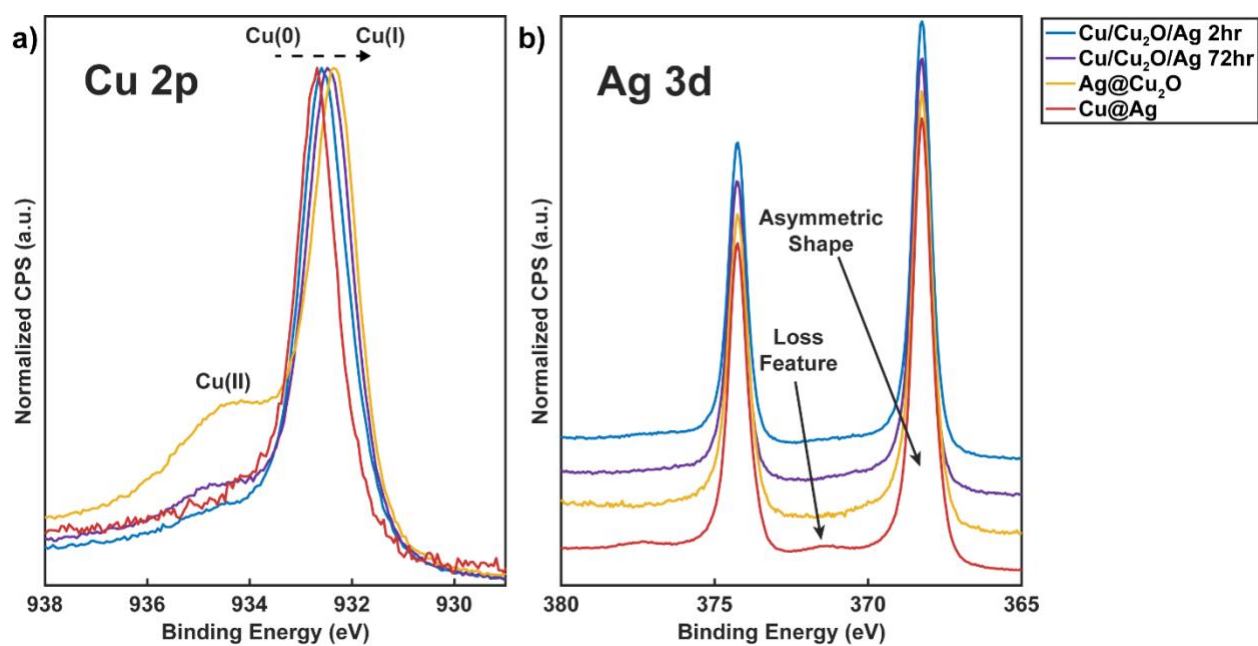 a)
Cu(0)
Cu(I)
Cu 2p
Cu(II)
Normalized CPS (a.u.)
938
936
934
932
930
Binding Energy (eV)
b)
Ag 3d
Asymmetric
Shape
Loss
Feature
Normalized CPS (a.u.)
380
375
370
365
Binding Energy (eV)
Cu/Cu₂O/Ag 2hr
Cu/Cu₂O/Ag 72hr
Ag@Cu₂O
Cu@Ag